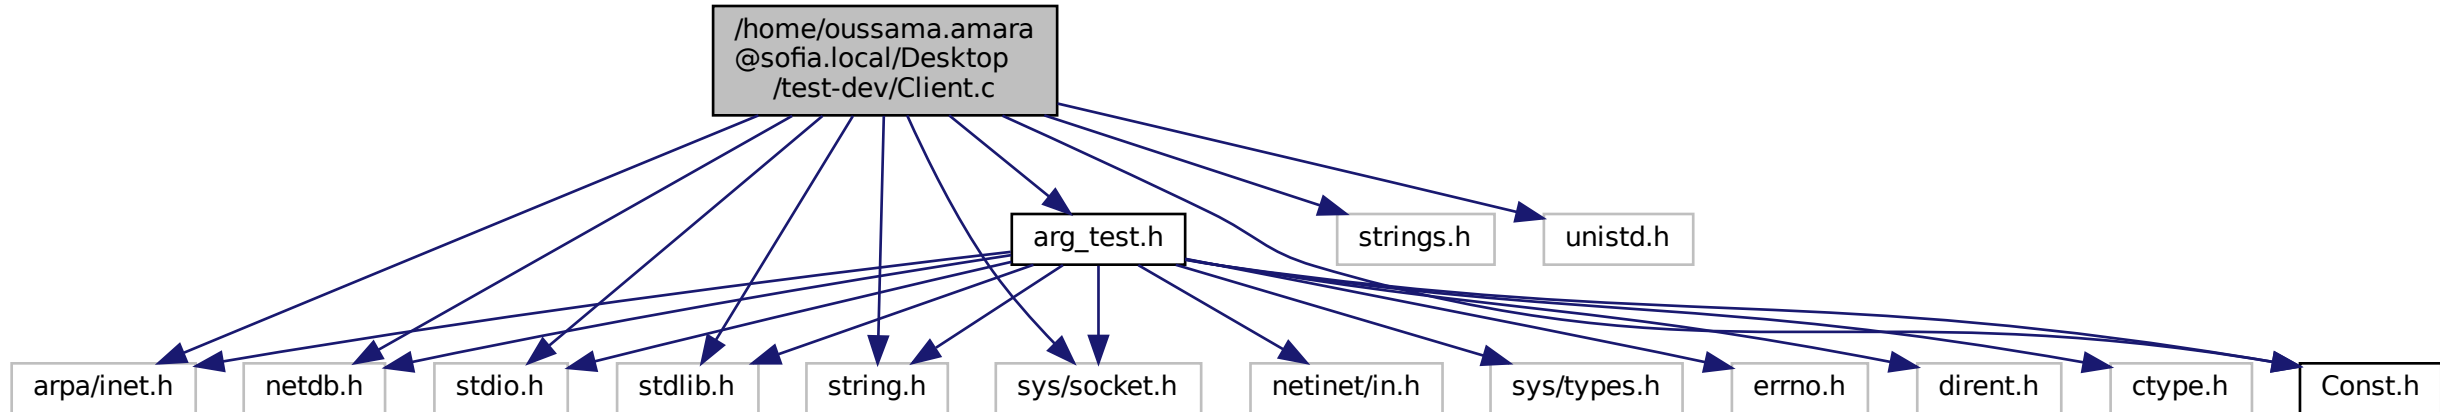 /home/oussama.amara
@sofia.local/Desktop
/test-dev/Client.c
arg_test.h
strings.h
unistd.h
arpa/inet.h
netdb.h
stdio.h
stdlib.h
string.h
sys/socket.h
netinet/in.h
sys/types.h
errno.h
dirent.h
ctype.h
Const.h